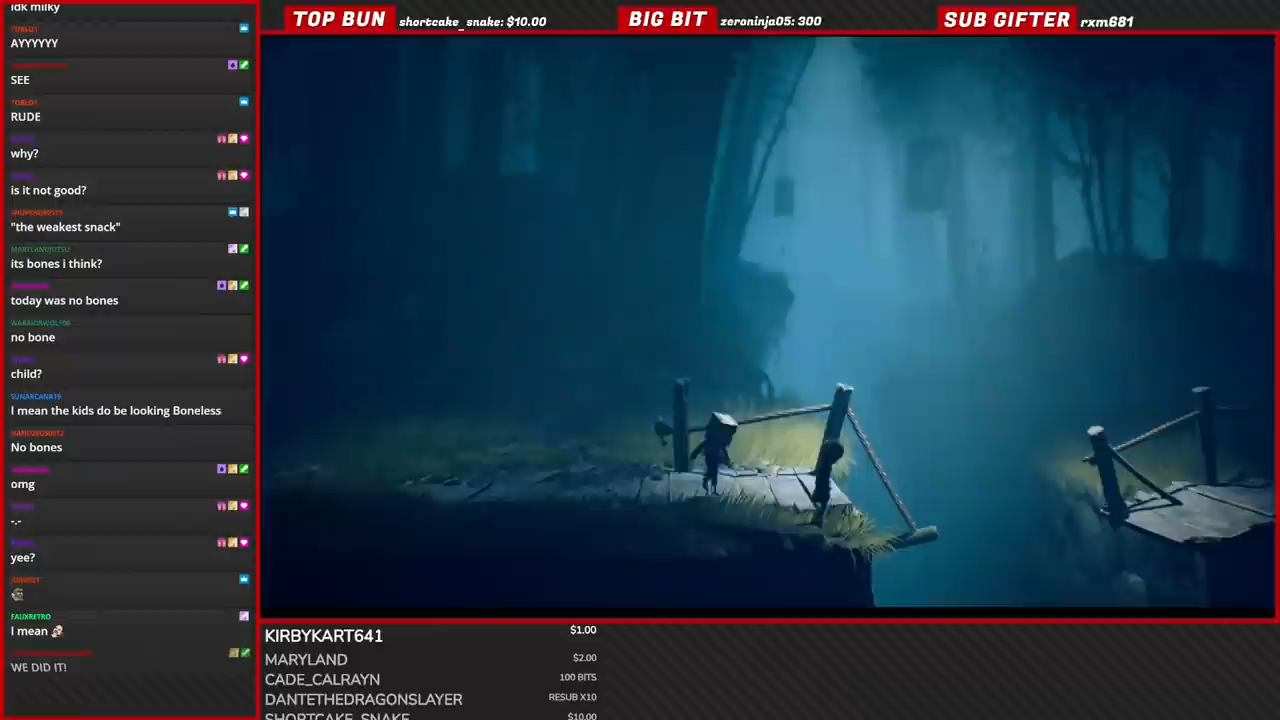 idk milky
TOP BUN shortcake_snake: $10.00 BIG BIT zeroninja05: 300 SUB GIFTER rxm681
AYYYYYY
SEE
RUDE
why?
is it not good?
"the weakest snack"
its bones i think?
today was no bones
no bone
child?
SUNARCANA19
I mean the kids do be looking Boneless
No bones
omg
-.-
yee?
FAUXRETRO
I mean
WE DID IT!
KIRBYKART641 $1.00
MARYLAND $2.00
CADE_CALRAYN 100 BITS
DANTETHEDRAGONSLAYER RESUB X10
SHORTCAKE_SNAKE $10.00